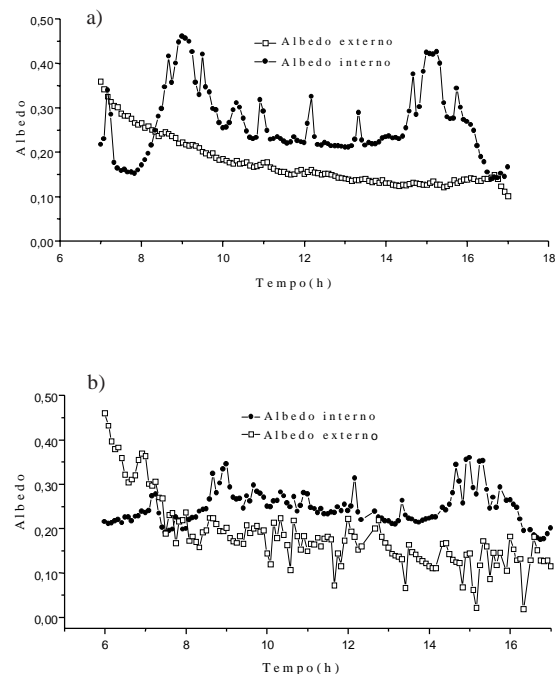 a)
0,50
0,40
0,30
0,20
0,10
0,00
Albedo
Albedo externo
Albedo interno
6 8 10 12 14 16 18
Tempo(h)
b)
0,50
0,40
0,30
0,20
0,10
0,00
Albedo
Albedo interno
Albedo externo
6 8 10 12 14 16
Tempo(h)